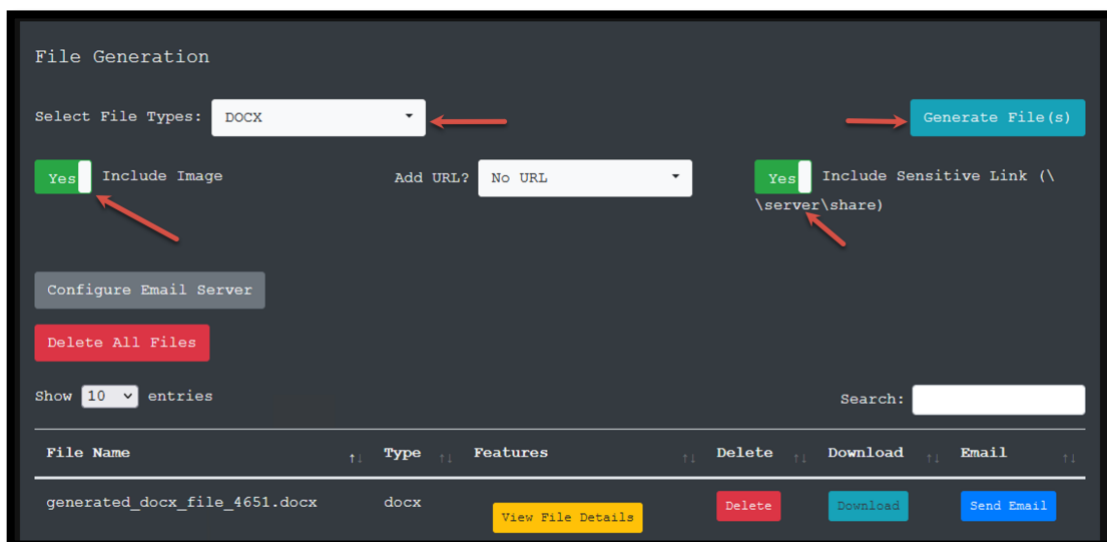 File Generation
Select File Types: DOCX Generate File(s)
Yes Include Image Add URL? No URL Yes Include Sensitive Link (\
\server\share)
Configure Email Server
Delete All Files
Show 10 entries Search:
File Name Type Features Delete Download Email
generated_docx_file_4651.docx docx View File Details Delete Download Send Email